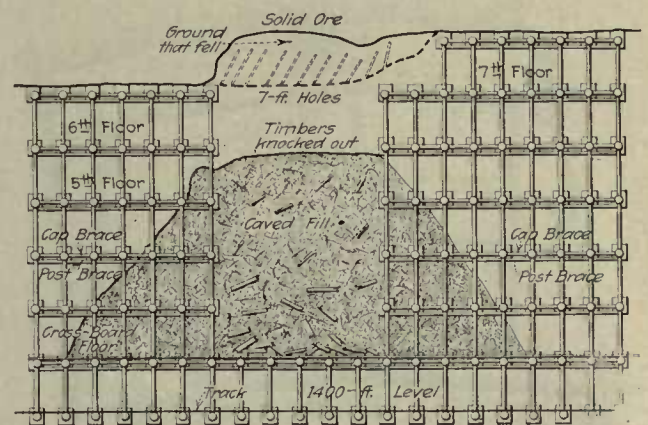 Solid Ore
Ground
that fell
7-ft. Holes
7th Floor
6th Floor
Timbers
knocked out
5th Floor
Caved Fill
Cap Brace
Cap Brace
Post Brace
Post Brace
Cross-Board
Floor
Track
1400-ft. Level